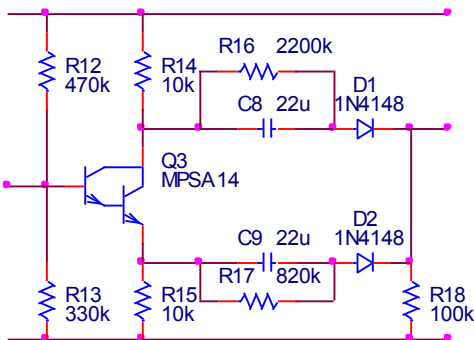 R16 2200k
R12
470k
R14
10k
C8 22u
D1
1N4148
Q3
MPSA14
C9 22u
D2
1N4148
R17
820k
R13
330k
R15
10k
R18
100k